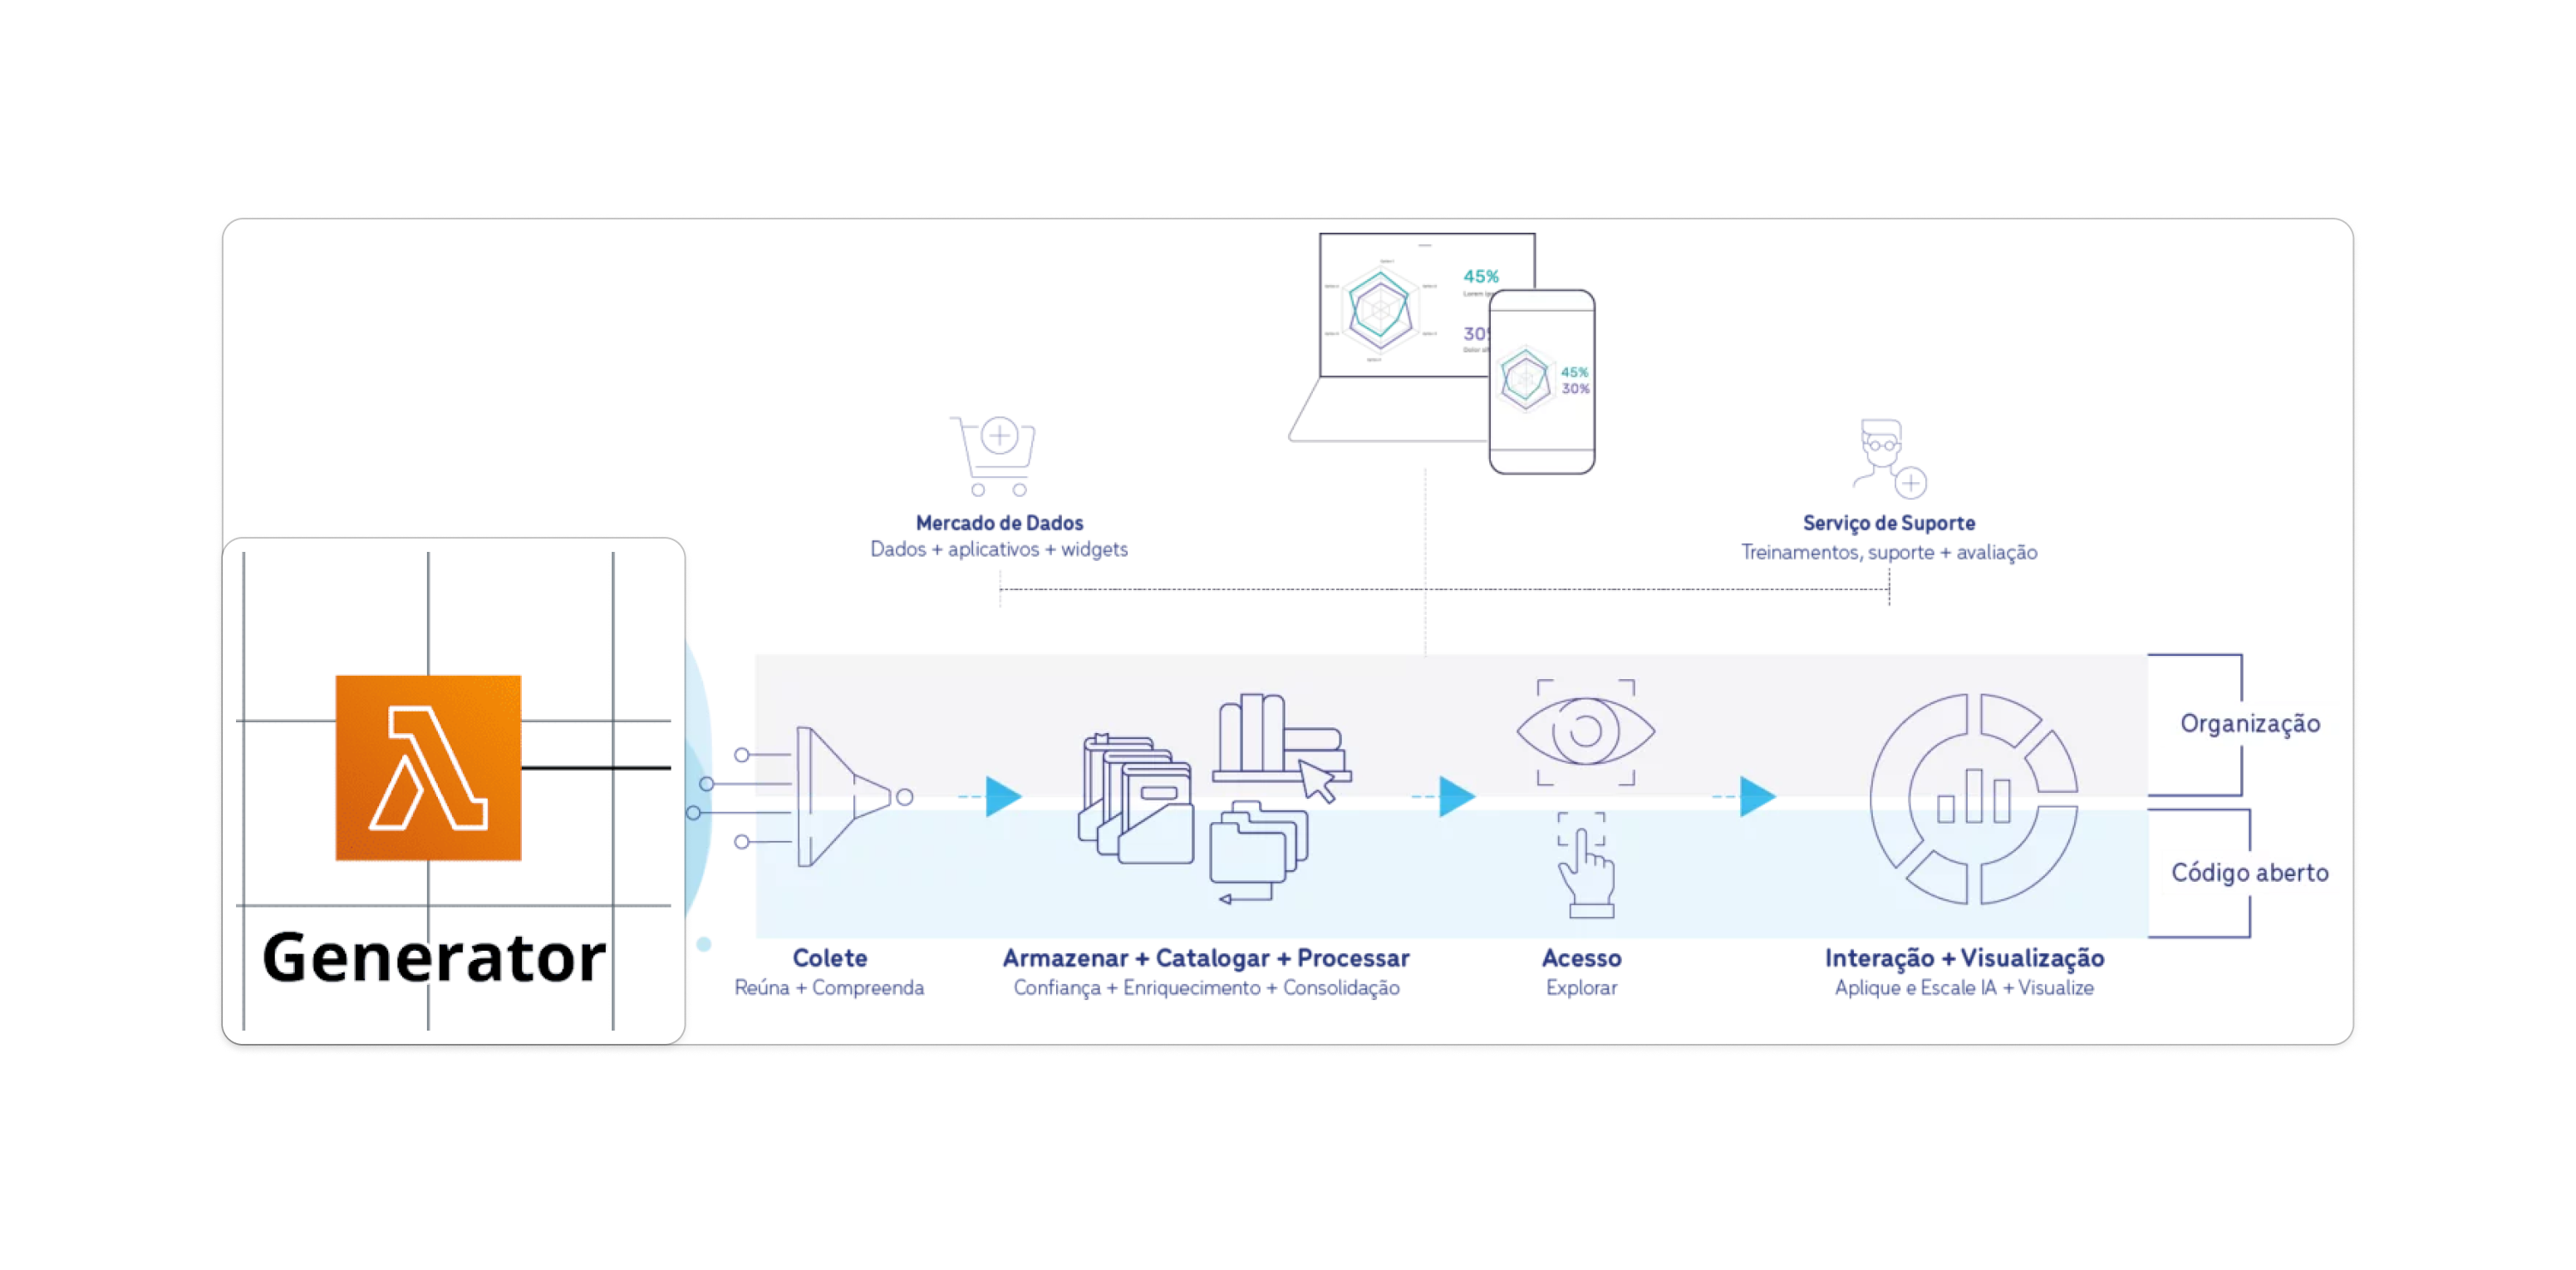 45%
30%
45%
30%
Mercado de Dados
Dados + aplicativos + widgets
Serviço de Suporte
Treinamentos, suporte + avaliação
Organização
Código aberto
Generator
Colete
Reúna + Compreenda
Armazenar + Catalogar + Processar
Confiança + Enriquecimento + Consolidação
Acesso
Explorar
Interação + Visualização
Aplique e Escale IA + Visualize